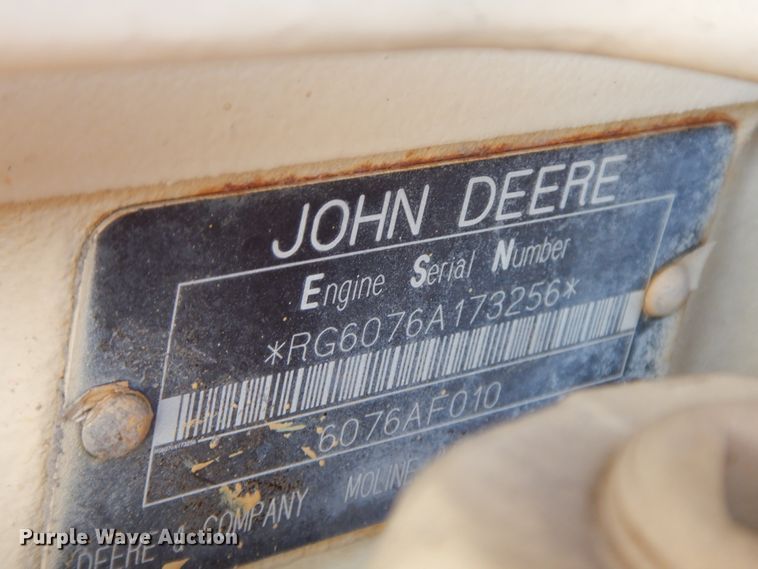 JOHN DEERE
Engine Serial Number
*RG6076A173256*
6076AF010
DEERE & COMPANY MOLINE
Purple Wave Auction